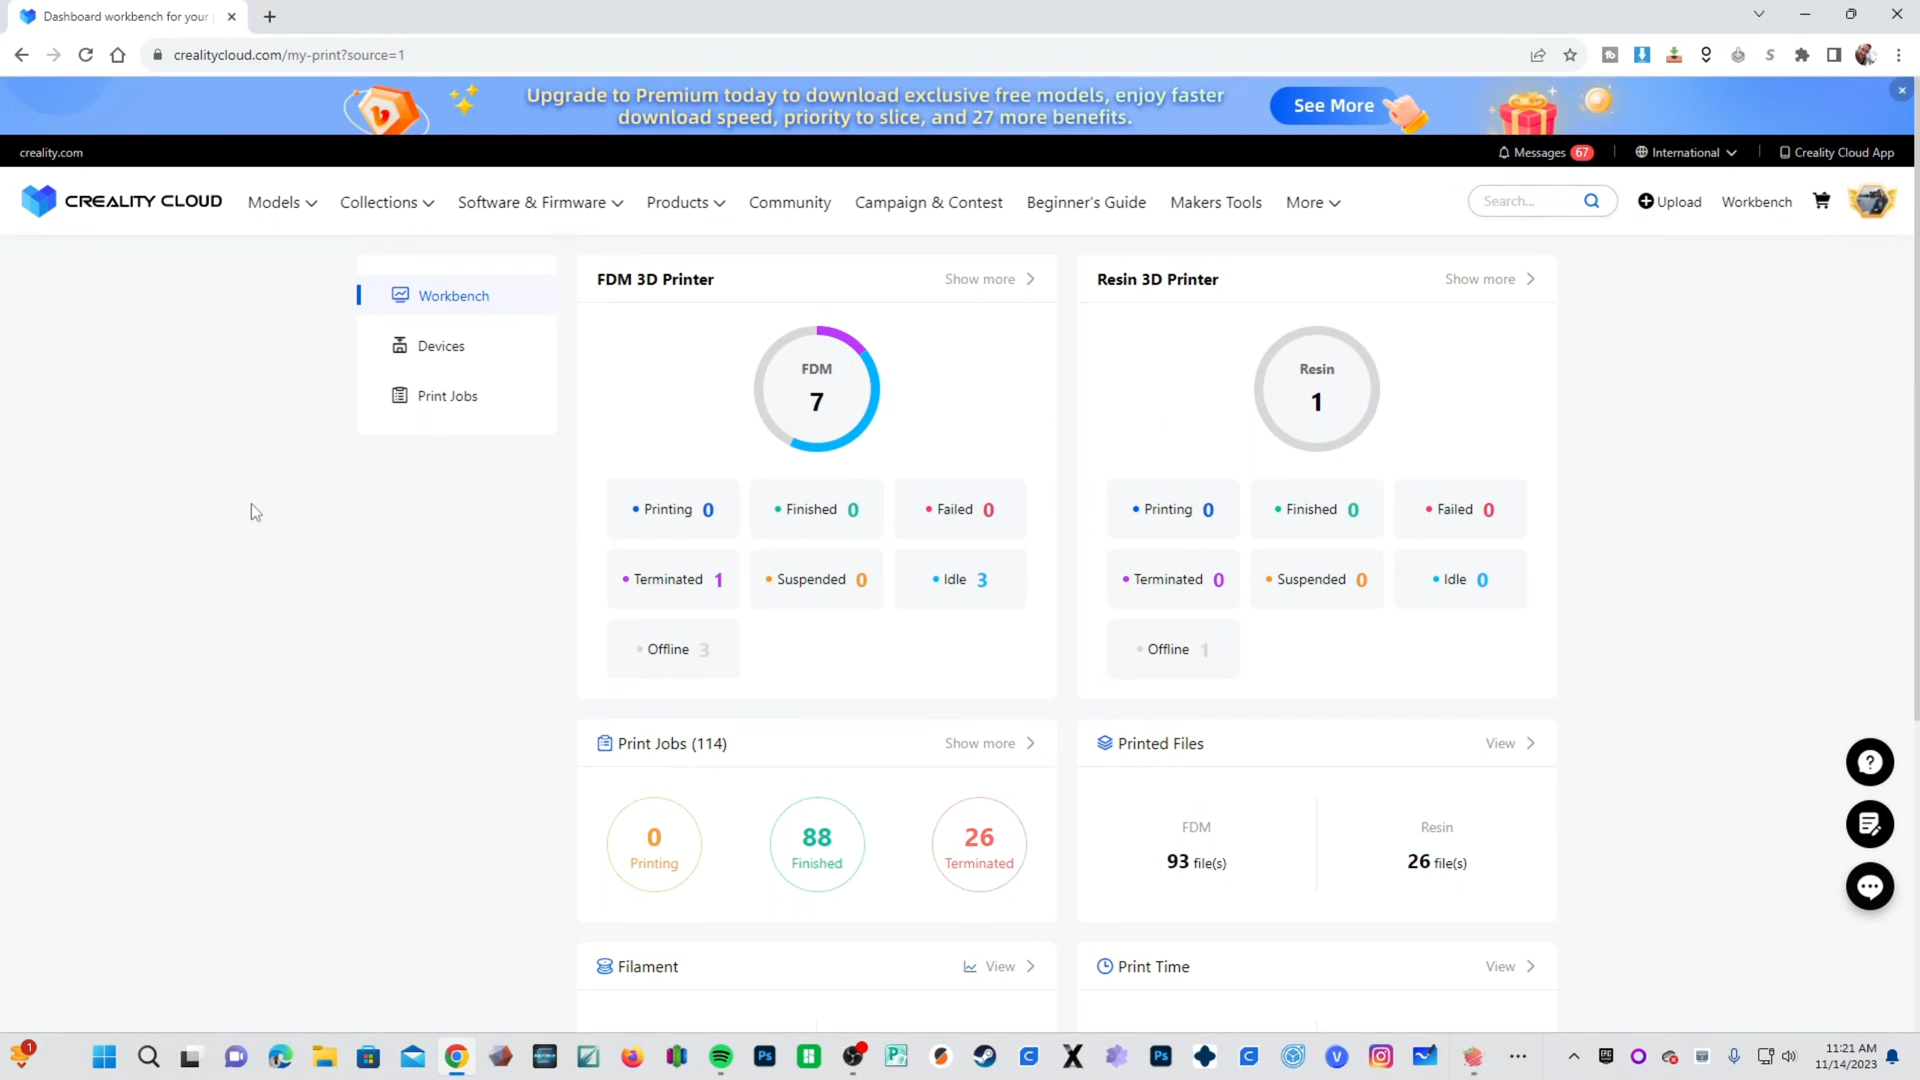 Dashboard workbench for your
crealitycloud.com/my-print?source=1
Upgrade to Premium today to download exclusive free models, enjoy faster
download speed, priority to slice, and 27 more benefits.
See More
creality.com
Messages 67
International
Creality Cloud App
CREALITY CLOUD
Models
Collections
Software & Firmware
Products
Community
Campaign & Contest
Beginner's Guide
Makers Tools
More
Search...
Upload
Workbench
Workbench
Devices
Print Jobs
FDM 3D Printer
Show more
FDM
7
Printing 0
Finished 0
Failed 0
Terminated 1
Suspended 0
Idle 3
Offline 3
Resin 3D Printer
Show more
Resin
1
Printing 0
Finished 0
Failed 0
Terminated 0
Suspended 0
Idle 0
Offline 1
Print Jobs (114)
Show more
0
Printing
88
Finished
26
Terminated
Printed Files
View
FDM
93 file(s)
Resin
26 file(s)
Filament
View
Print Time
View
1
11:21 AM
11/14/2023